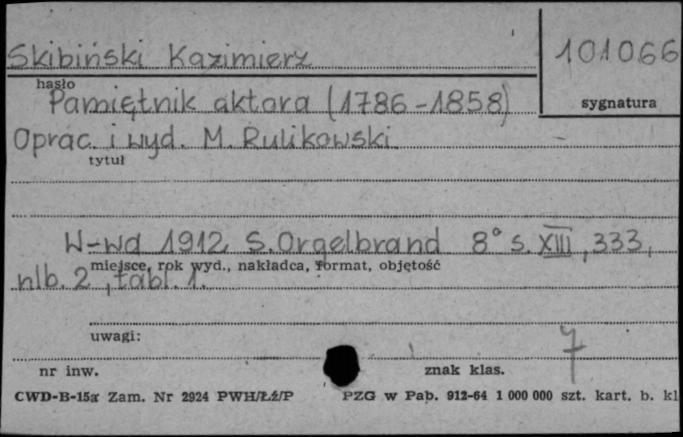 Skibiński Kazimierz 101066
hasło
Pamiętnik aktora (1786-1858) sygnatura
Oprac. i wyd. M. Rulikowski.
tytuł
W-wa 1912 S. Orgelbrand 8° s. XIII, 333,
miejsce, rok wyd., nakładca, format, objętość
nlb. 2, tabl. 1.
uwagi:
7
nr inw. znak klas.
CWD-B-15a Zam. Nr 2924 PWH/Łź/P PZG w Pab. 912-64 1 000 000 szt. kart. b. kl